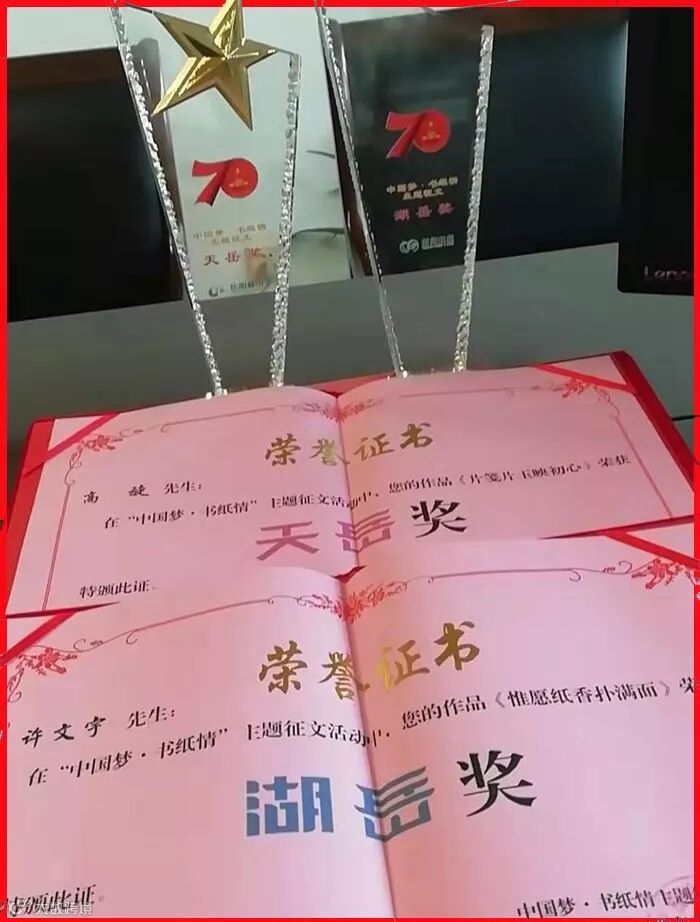 70
中国梦·书纸情
主题征文
天岳奖
70
中国梦·书纸情
主题征文
湖岳奖
Leno
荣誉证书
高 旋 先生：
在“中国梦·书纸情”主题征文活动中，您的作品《片笺片玉映初心》荣获
天岳奖
特颁此证
荣誉证书
许文宇 先生：
在“中国梦·书纸情”主题征文活动中，您的作品《惟愿纸香扑满面》荣
湖岳奖
特颁此证。
中国梦·书纸情主题